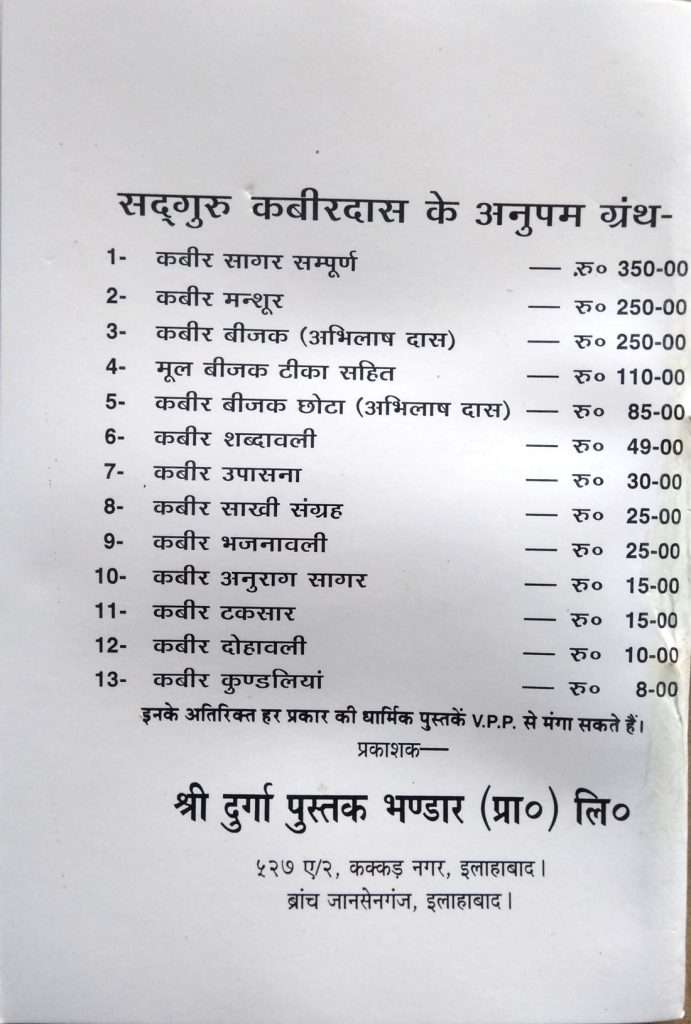 सद्गुरु कबीरदास के अनुपम ग्रंथ-
1- कबीर सागर सम्पूर्ण — रु० 350-00
2- कबीर मन्शूर — रु० 250-00
3- कबीर बीजक (अभिलाष दास) — रु० 250-00
4- मूल बीजक टीका सहित — रु० 110-00
5- कबीर बीजक छोटा (अभिलाष दास) — रु० 85-00
6- कबीर शब्दावली — रु० 49-00
7- कबीर उपासना — रु० 30-00
8- कबीर साखी संग्रह — रु० 25-00
9- कबीर भजनावली — रु० 25-00
10- कबीर अनुराग सागर — रु० 15-00
11- कबीर टकसार — रु० 15-00
12- कबीर दोहावली — रु० 10-00
13- कबीर कुण्डलियां — रु० 8-00
इनके अतिरिक्त हर प्रकार की धार्मिक पुस्तकें V.P.P. से मंगा सकते हैं।
प्रकाशक—
श्री दुर्गा पुस्तक भण्डार (प्रा०) लि०
५२७ ए/२, कक्कड़ नगर, इलाहाबाद।
ब्रांच जानसेनगंज, इलाहाबाद।